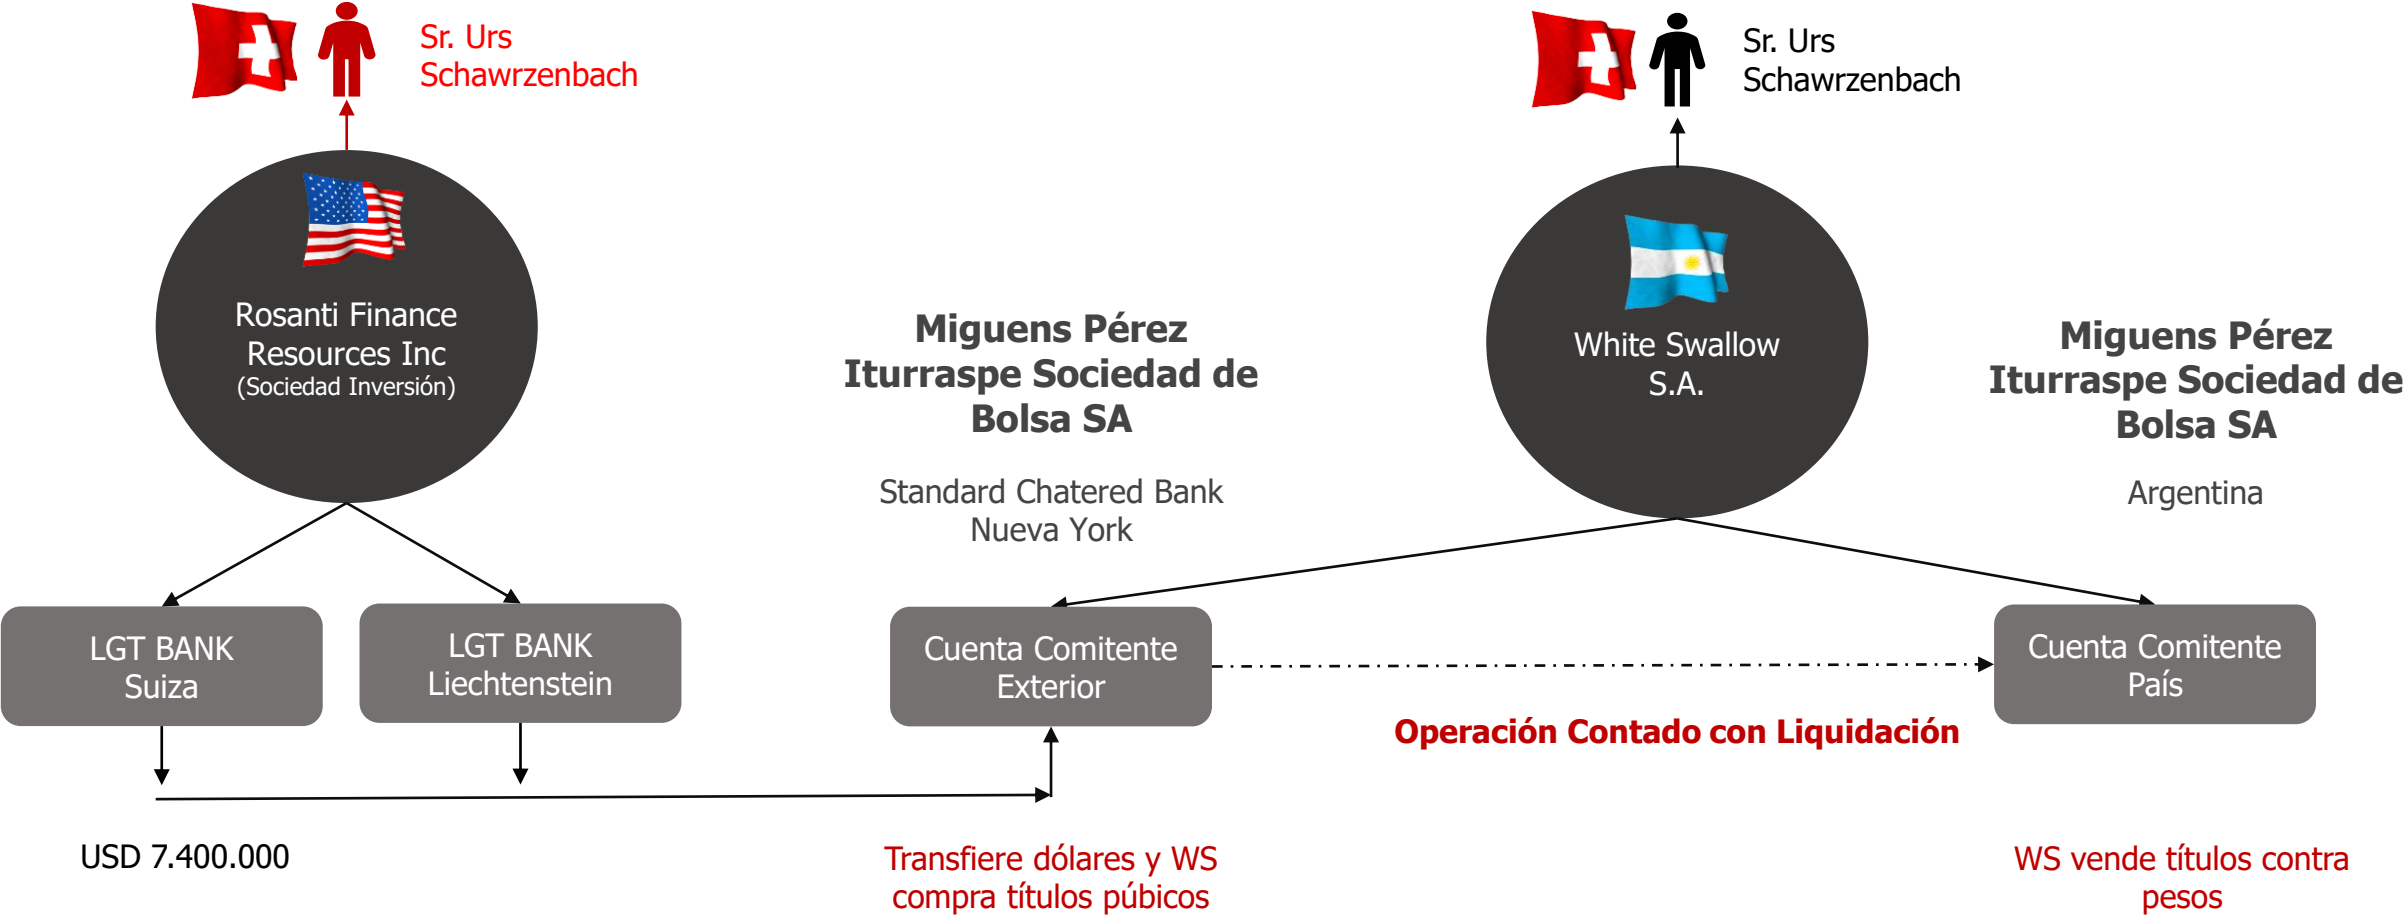 Sr. Urs
Schawrzenbach
Sr. Urs
Schawrzenbach
Rosanti Finance
Resources Inc
(Sociedad Inversión)
Miguens Pérez
Iturraspe Sociedad de
Bolsa SA
Standard Chatered Bank
Nueva York
White Swallow
S.A.
Miguens Pérez
Iturraspe Sociedad de
Bolsa SA
Argentina
LGT BANK
Suiza
LGT BANK
Liechtenstein
Cuenta Comitente
Exterior
Cuenta Comitente
País
Operación Contado con Liquidación
USD 7.400.000
Transfiere dólares y WS
compra títulos púbicos
WS vende títulos contra
pesos